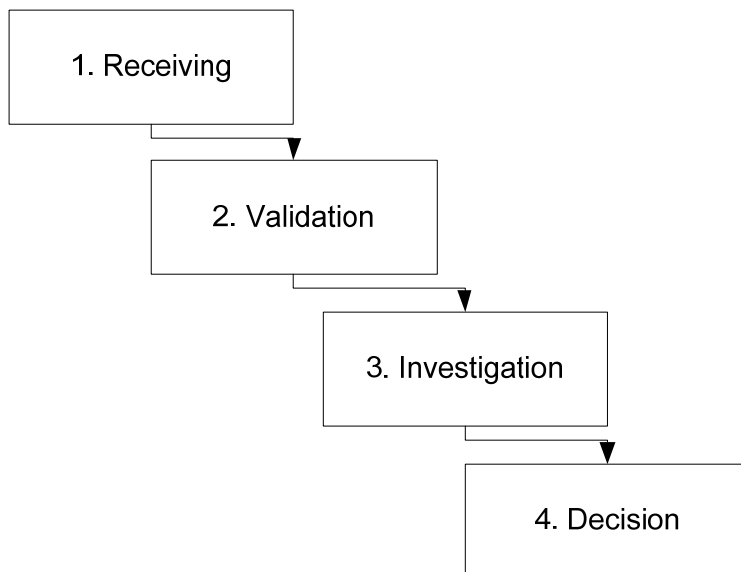 1. Receiving
2. Validation
3. Investigation
4. Decision